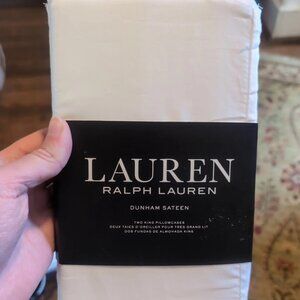 LAUREN
RALPH LAUREN
DUNHAM SATEEN
TWO KING PILLOWCASES
DEUX TAIES D'OREILLER POUR TRÈS GRAND LIT
DOS FUNDAS DE ALMOHADA KING